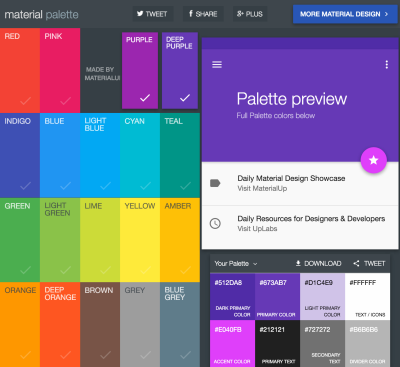 material palette
TWEET
SHARE
PLUS
MORE MATERIAL DESIGN
RED
PINK
MADE BY
MATERIALUI
PURPLE
DEEP
PURPLE
INDIGO
BLUE
LIGHT
BLUE
CYAN
TEAL
GREEN
LIGHT
GREEN
LIME
YELLOW
AMBER
ORANGE
DEEP
ORANGE
BROWN
GREY
BLUE
GREY
Palette preview
Full Palette colors below
Daily Material Design Showcase
Visit MaterialUp
Daily Resources for Designers & Developers
Visit UpLabs
Your Palette
DOWNLOAD
TWEET
#512DA8
DARK PRIMARY
COLOR
#673AB7
PRIMARY COLOR
#D1C4E9
LIGHT PRIMARY
COLOR
#FFFFFF
TEXT / ICONS
#E040FB
ACCENT COLOR
#212121
PRIMARY TEXT
#727272
SECONDARY
TEXT
#B6B6B6
DIVIDER COLOR